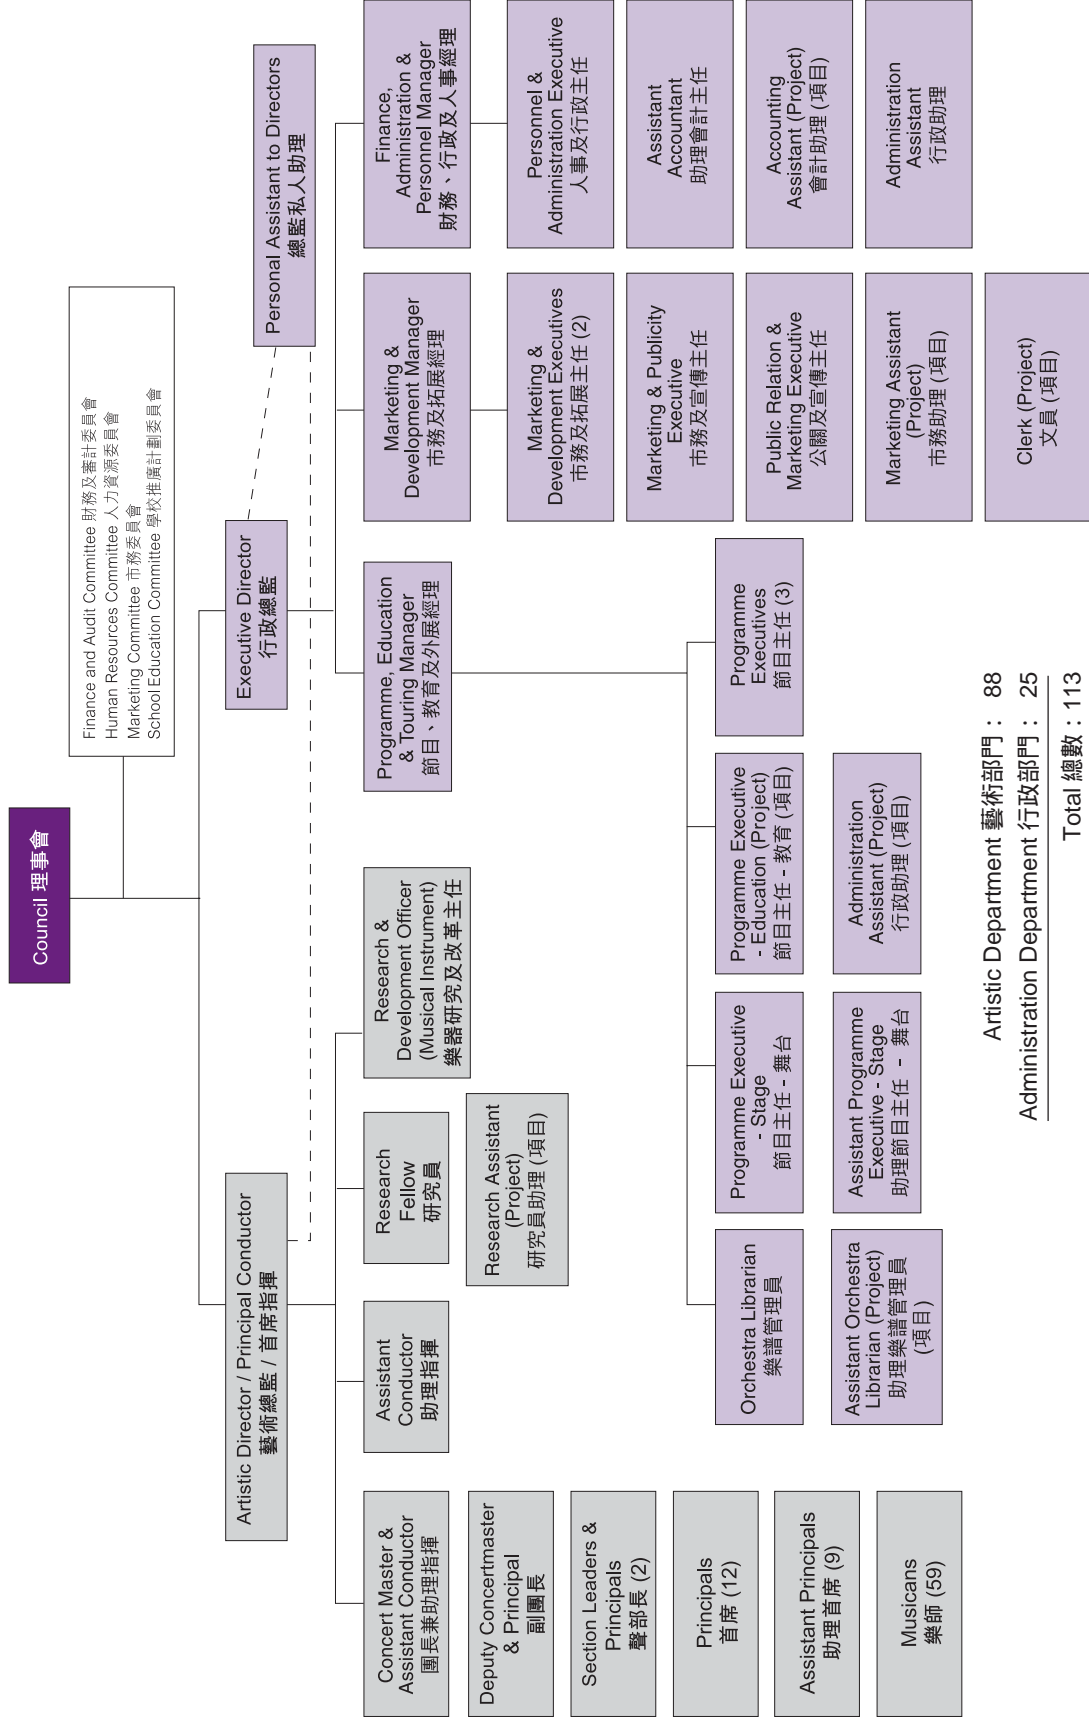 Council 理事會
Finance and Audit Committee 財務及審計委員會
Human Resources Committee 人力資源委員會
Marketing Committee 市務委員會
School Education Committee 學校推廣計劃委員會
Artistic Director / Principal Conductor
藝術總監 / 首席指揮
Executive Director
行政總監
Personal Assistant to Directors
總監私人助理
Concert Master &
Assistant Conductor
團長兼助理指揮
Deputy Concertmaster
& Principal
副團長
Section Leaders &
Principals
聲部長 (2)
Principals
首席 (12)
Assistant Principals
助理首席 (9)
Musicans
樂師 (59)
Assistant
Conductor
助理指揮
Research
Fellow
研究員
Research Assistant
(Project)
研究員助理 (項目)
Research &
Development Officer
(Musical Instrument)
樂器研究及改革主任
Programme, Education
& Touring Manager
節目、教育及外展經理
Orchestra Librarian
樂譜管理員
Assistant Orchestra
Librarian (Project)
助理樂譜管理員
(項目)
Programme Executive
- Stage
節目主任 - 舞台
Assistant Programme
Executive - Stage
助理節目主任 - 舞台
Programme Executive
- Education (Project)
節目主任 - 教育 (項目)
Administration
Assistant (Project)
行政助理 (項目)
Programme
Executives
節目主任 (3)
Marketing &
Development Manager
市務及拓展經理
Marketing &
Development Executives
市務及拓展主任 (2)
Marketing & Publicity
Executive
市務及宣傳主任
Public Relation &
Marketing Executive
公關及宣傳主任
Marketing Assistant
(Project)
市務助理 (項目)
Clerk (Project)
文員 (項目)
Finance,
Administration &
Personnel Manager
財務、行政及人事經理
Personnel &
Administration Executive
人事及行政主任
Assistant
Accountant
助理會計主任
Accounting
Assistant (Project)
會計助理 (項目)
Administration
Assistant
行政助理
Artistic Department 藝術部門： 88
Administration Department 行政部門： 25
Total 總數：113